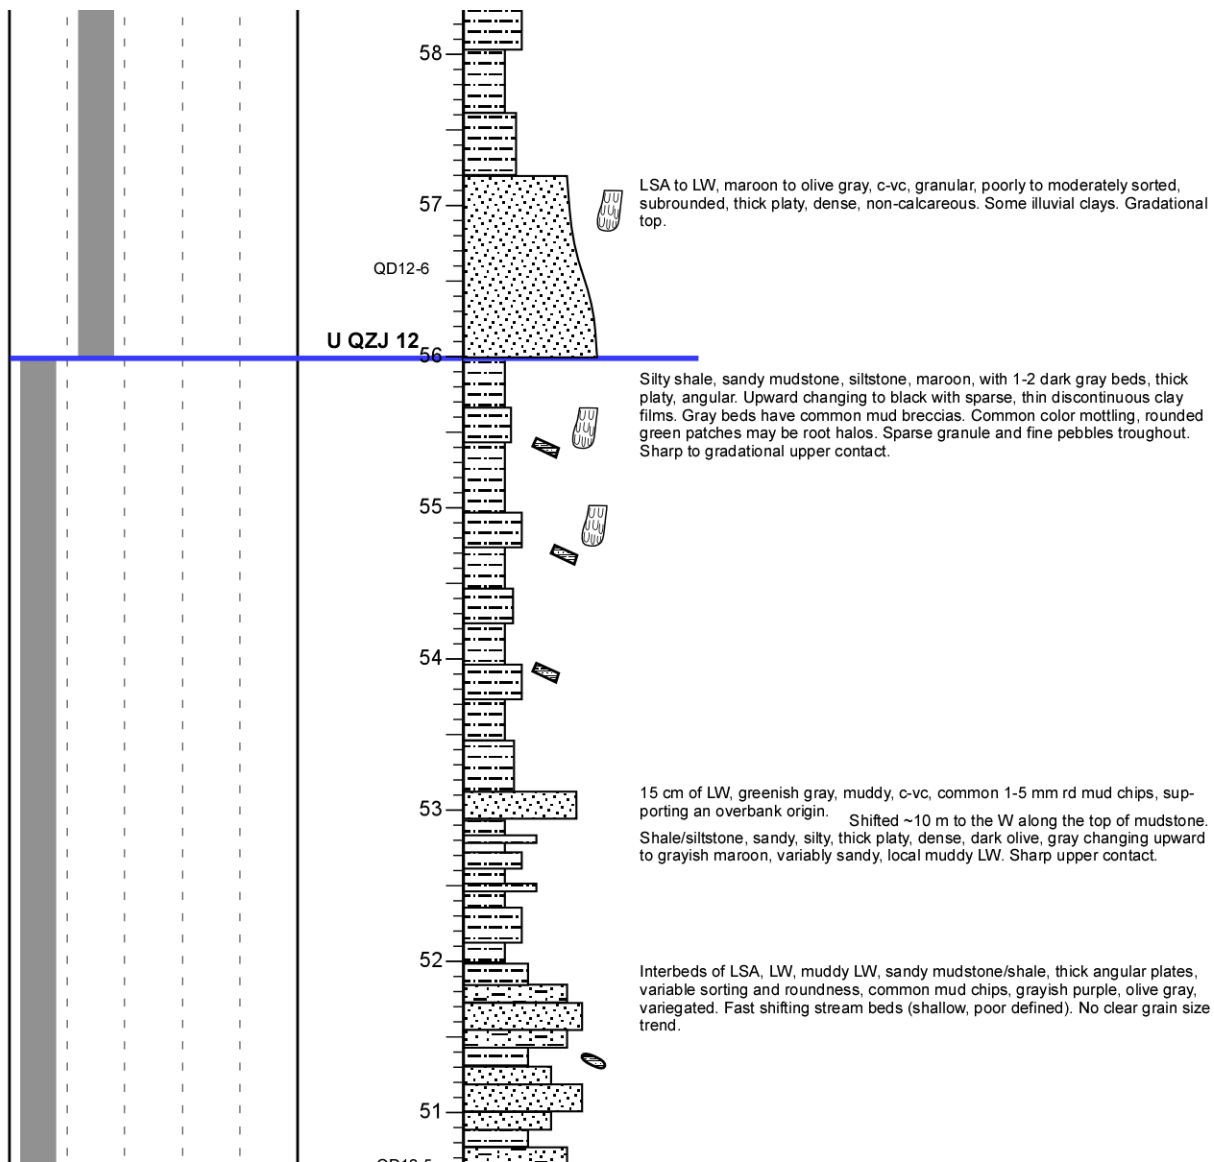 58
LSA to LW, maroon to olive gray, c-vc, granular, poorly to moderately sorted,
subrounded, thick platy, dense, non-calcareous. Some illuvial clays. Gradational
top.
57
QD12-6
U QZJ 12
56
Silty shale, sandy mudstone, siltstone, maroon, with 1-2 dark gray beds, thick
platy, angular. Upward changing to black with sparse, thin discontinuous clay
films. Gray beds have common mud breccias. Common color mottling, rounded
green patches may be root halos. Sparse granule and fine pebbles troughout.
Sharp to gradational upper contact.
55
54
53
15 cm of LW, greenish gray, muddy, c-vc, common 1-5 mm rd mud chips, sup-
porting an overbank origin.
Shifted ~10 m to the W along the top of mudstone.
Shale/siltstone, sandy, silty, thick platy, dense, dark olive, gray changing upward
to grayish maroon, variably sandy, local muddy LW. Sharp upper contact.
52
Interbeds of LSA, LW, muddy LW, sandy mudstone/shale, thick angular plates,
variable sorting and roundness, common mud chips, grayish purple, olive gray,
variegated. Fast shifting stream beds (shallow, poor defined). No clear grain size
trend.
51